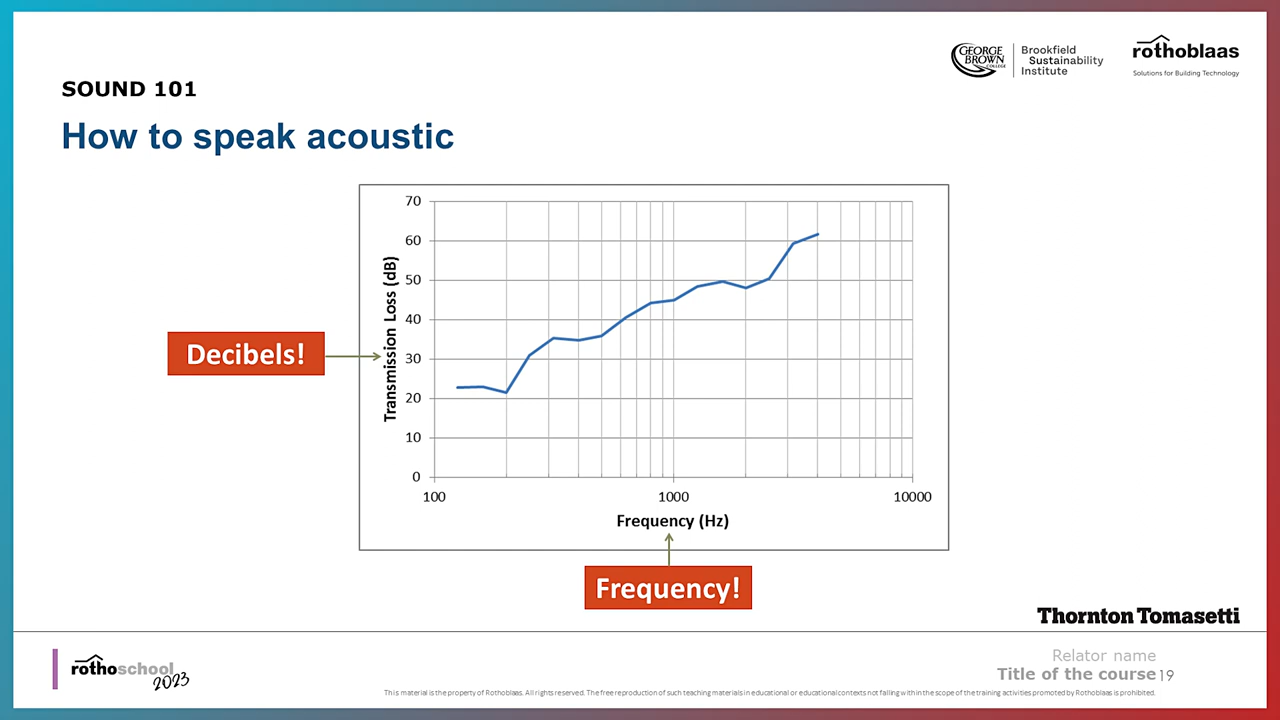 GEORGE
BROWN
COLLEGE
Brookfield
Sustainability
Institute
rothoblaas
Solutions for Building Technology
SOUND 101
How to speak acoustic
70
60
50
40
30
20
10
0
Transmission Loss (dB)
Decibels!
100
1000
10000
Frequency (Hz)
Frequency!
Thornton Tomasetti
rothoschool
2023
Relator name
Title of the course 19
This material is the property of Rothoblaas. All rights reserved. The free reproduction of such teaching materials in educational or educational contexts not falling within the scope of the training activities promoted by Rothoblaas is prohibited.